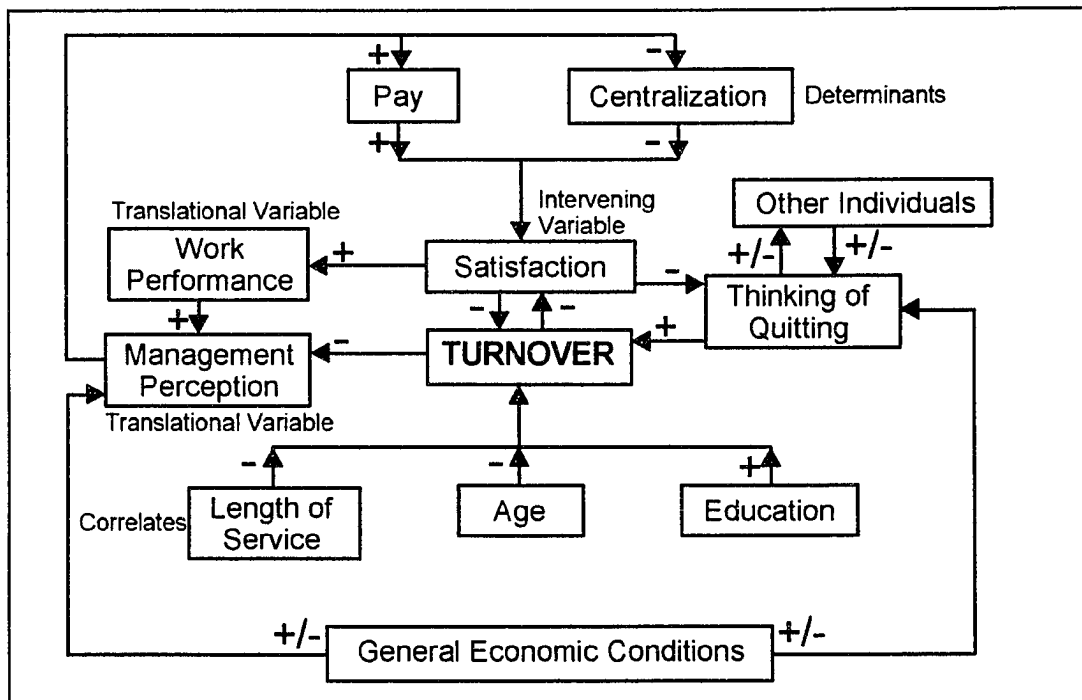 +
-
Pay
Centralization
Determinants
+
-
Translational Variable
Intervening
Variable
Other Individuals
Work
Performance
+
Satisfaction
-
+/-
+/-
Thinking of
Quitting
+
-
-
+
Management
Perception
-
TURNOVER
Translational Variable
-
-
+
Correlates
Length of
Service
Age
Education
+/-
General Economic Conditions
+/-